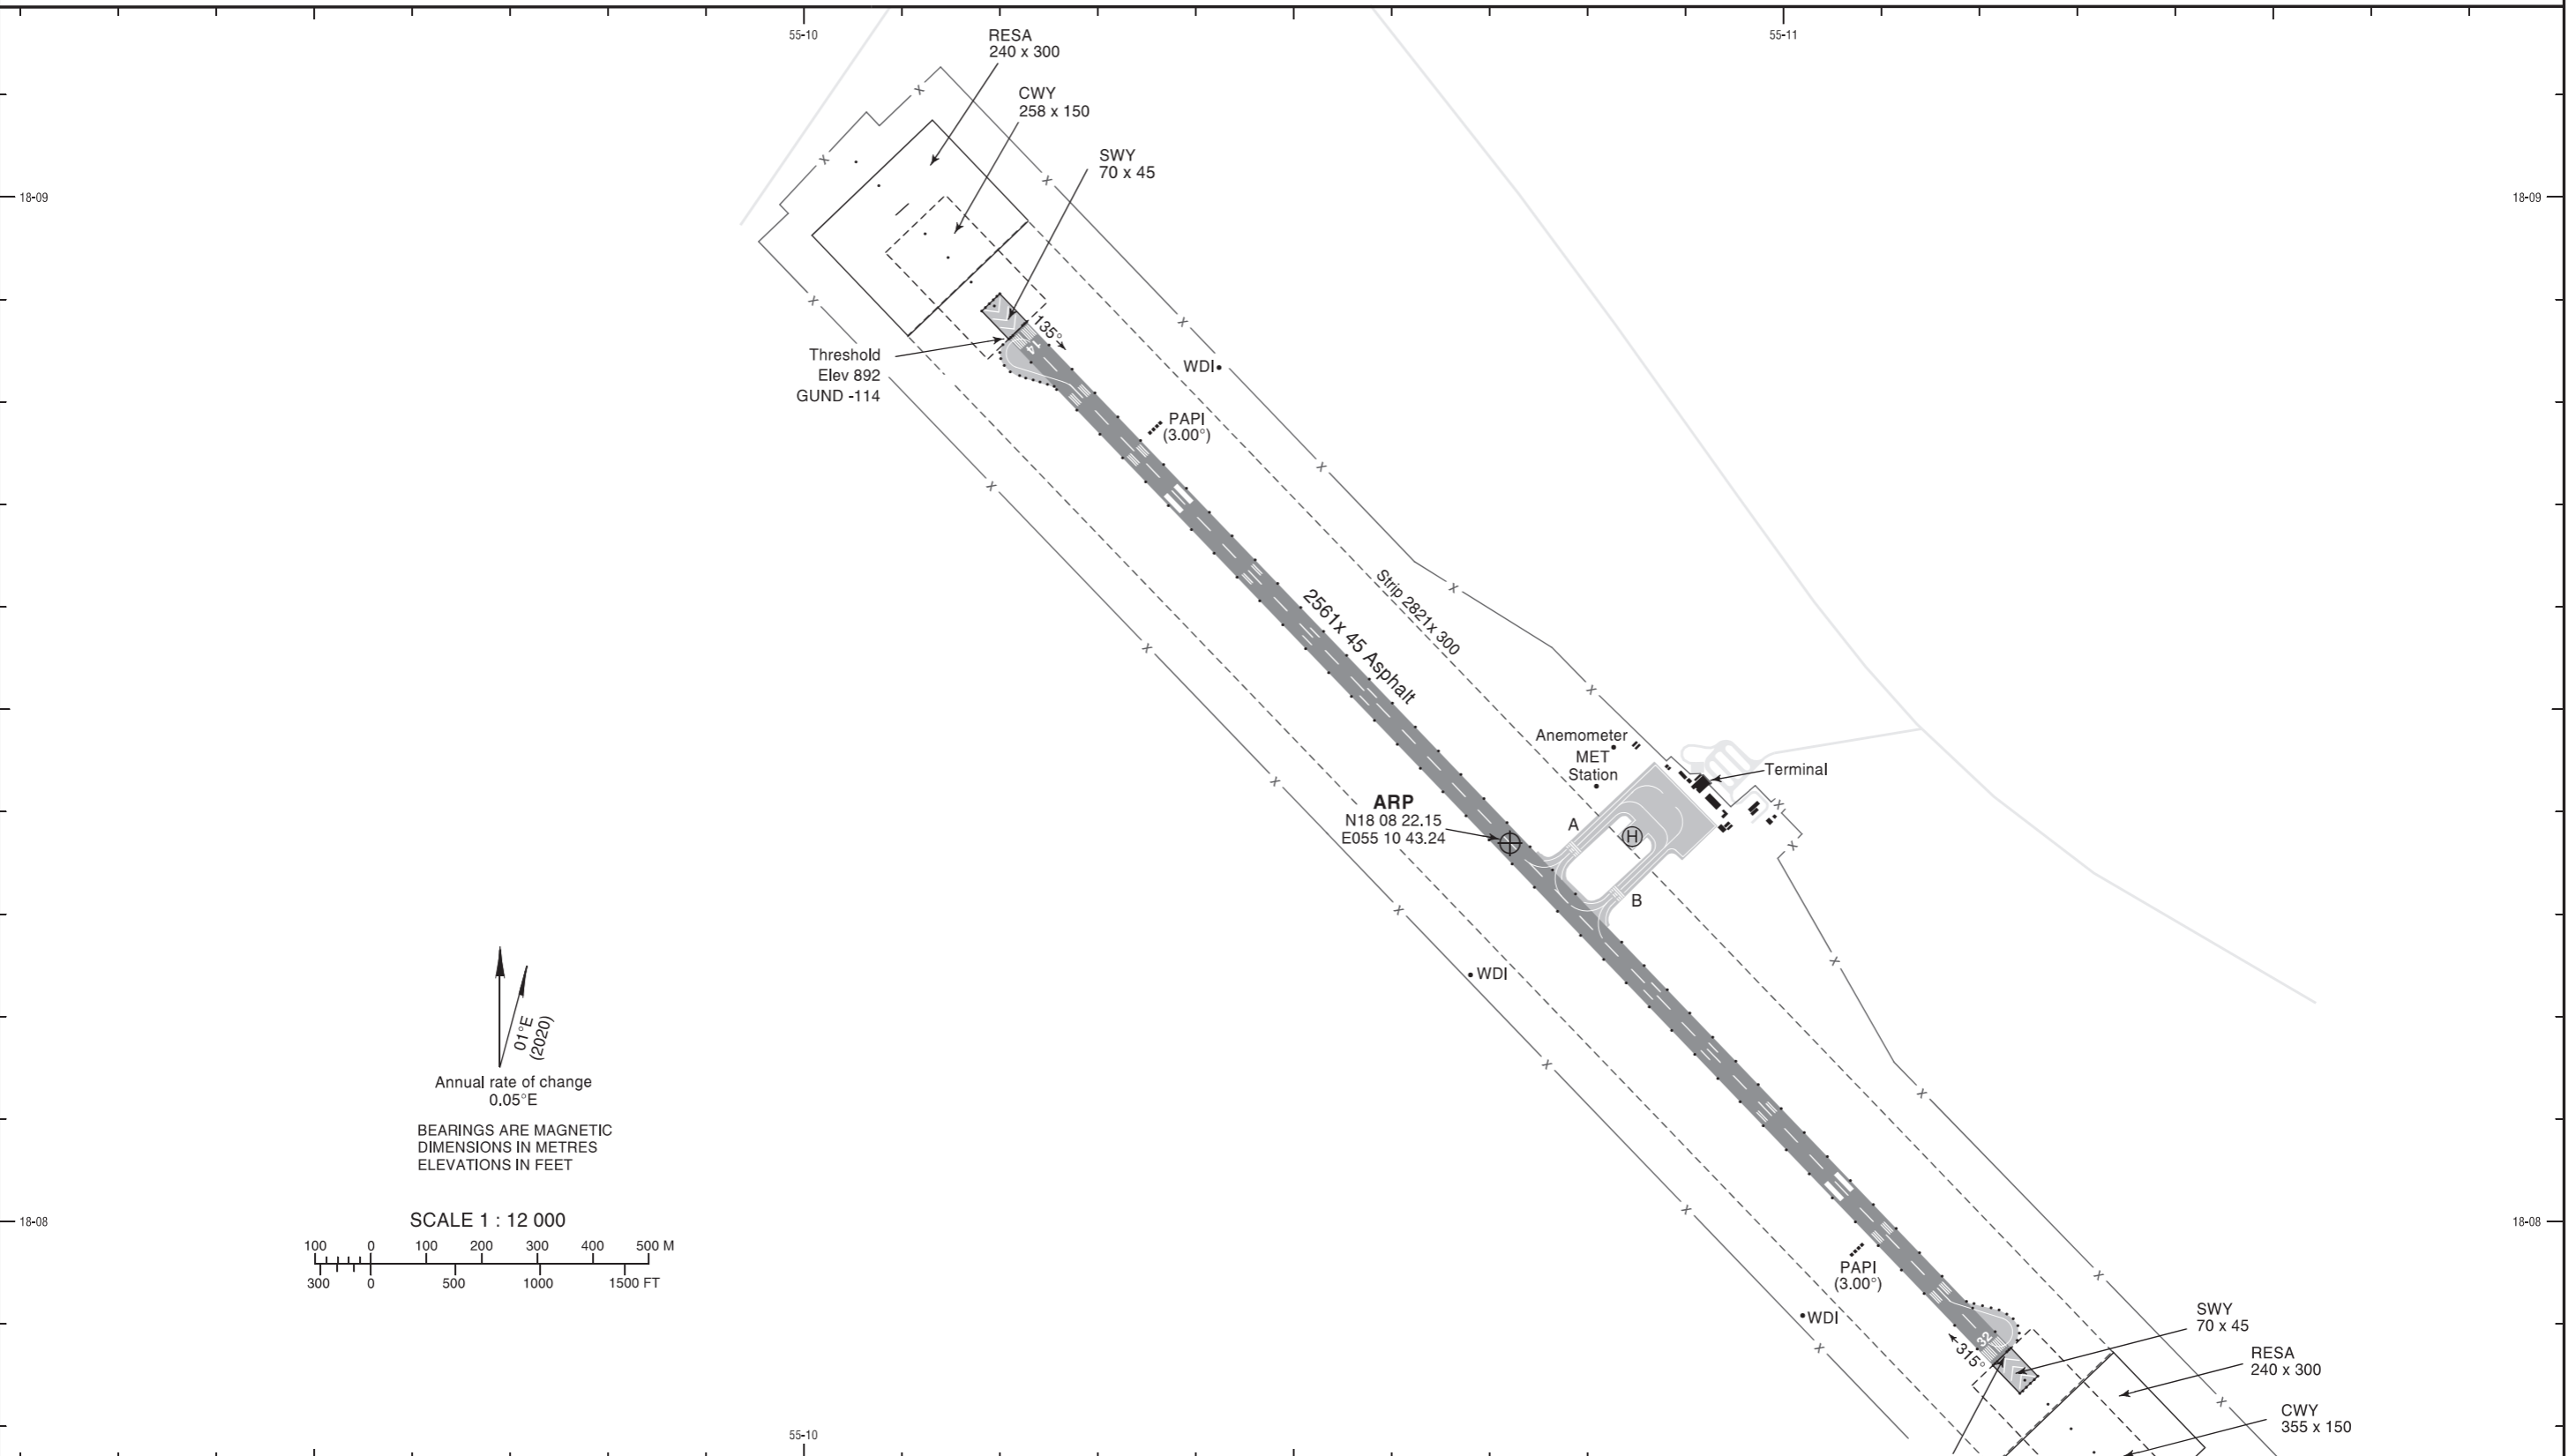 55-10
55-11
RESA
240 x 300
CWY
258 x 150
SWY
70 x 45
18-09
18-09
135°
14
Threshold
Elev 892
GUND -114
WDI
PAPI
(3.00°)
Strip 2821x 300
2561x 45 Asphalt
Anemometer
MET
Station
Terminal
ARP
N18 08 22.15
E055 10 43.24
A
H
B
WDI
01°E
(2020)
Annual rate of change
0.05°E
BEARINGS ARE MAGNETIC
DIMENSIONS IN METRES
ELEVATIONS IN FEET
18-08
18-08
SCALE 1 : 12 000
100 0 100 200 300 400 500 M
300 0 500 1000 1500 FT
PAPI
(3.00°)
WDI
32
315°
SWY
70 x 45
RESA
240 x 300
CWY
355 x 150
55-10